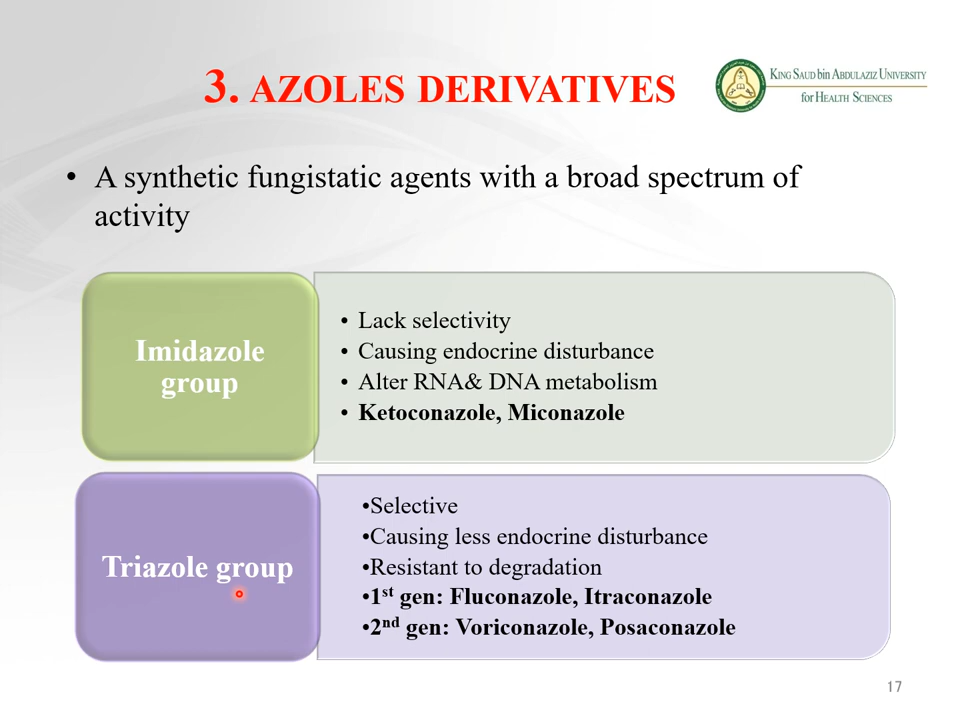 3. AZOLES DERIVATIVES
KING SAUD bin ABDULAZIZ UNIVERSITY
for HEALTH SCIENCES
• A synthetic fungistatic agents with a broad spectrum of
activity
Imidazole
group
• Lack selectivity
• Causing endocrine disturbance
• Alter RNA& DNA metabolism
• Ketoconazole, Miconazole
Triazole group
•Selective
•Causing less endocrine disturbance
•Resistant to degradation
•1st gen: Fluconazole, Itraconazole
•2nd gen: Voriconazole, Posaconazole
17